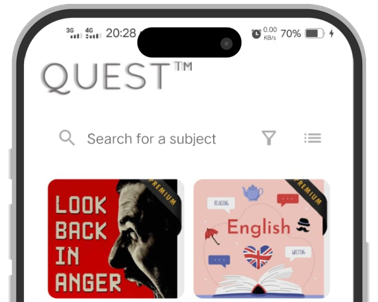 3G 4G 20:28 0.00 KB/s 70%
QUEST™
Search for a subject
PREMIUM
LOOK
BACK
IN
ANGER
PREMIUM
READING
English
WRITING